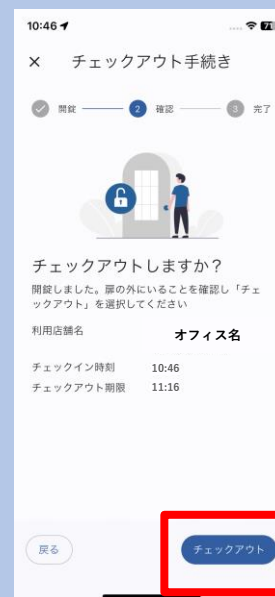 10:46
71
× チェックアウト手続き
開錠 2 確認 3 完了
チェックアウトしますか？
開錠しました。扉の外にいることを確認し「チェ
ックアウト」を選択してください
利用店舗名 オフィス名
チェックイン時刻 10:46
チェックアウト期限 11:16
戻る チェックアウト